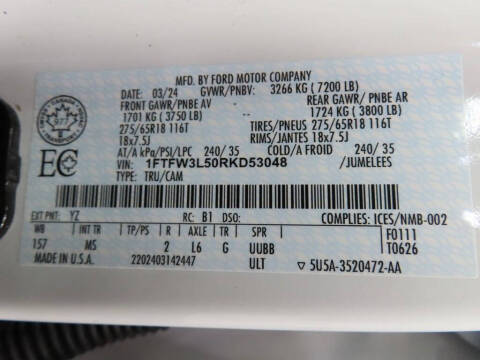 MFD. BY FORD MOTOR COMPANY
DATE: 03/24 GVWR/PNBV: 3266 KG ( 7200 LB)
FRONT GAWR/PNBE AV REAR GAWR/ PNBE AR
1701 KG ( 3750 LB) 1724 KG ( 3800 LB)
275/65R18 116T TIRES/PNEUS 275/65R18 116T
18x7.5J RIMS/JANTES 18x7.5J
AT/A kPa/PSI/LPC 240/ 35 COLD/A FROID 240/ 35
VIN: 1FTFW3L50RKD53048 /JUMELEES
TYPE: TRU/CAM
977
EC
EXT PNT: YZ RC: B1 DSO: COMPLIES: ICES/NMB-002
WB INT TR TP/PS R AXLE TR SPR F0111
157 MS 2 L6 G UUBB T0626
MADE IN U.S.A. 2202403142447 ULT ▽ 5U5A-3520472-AA